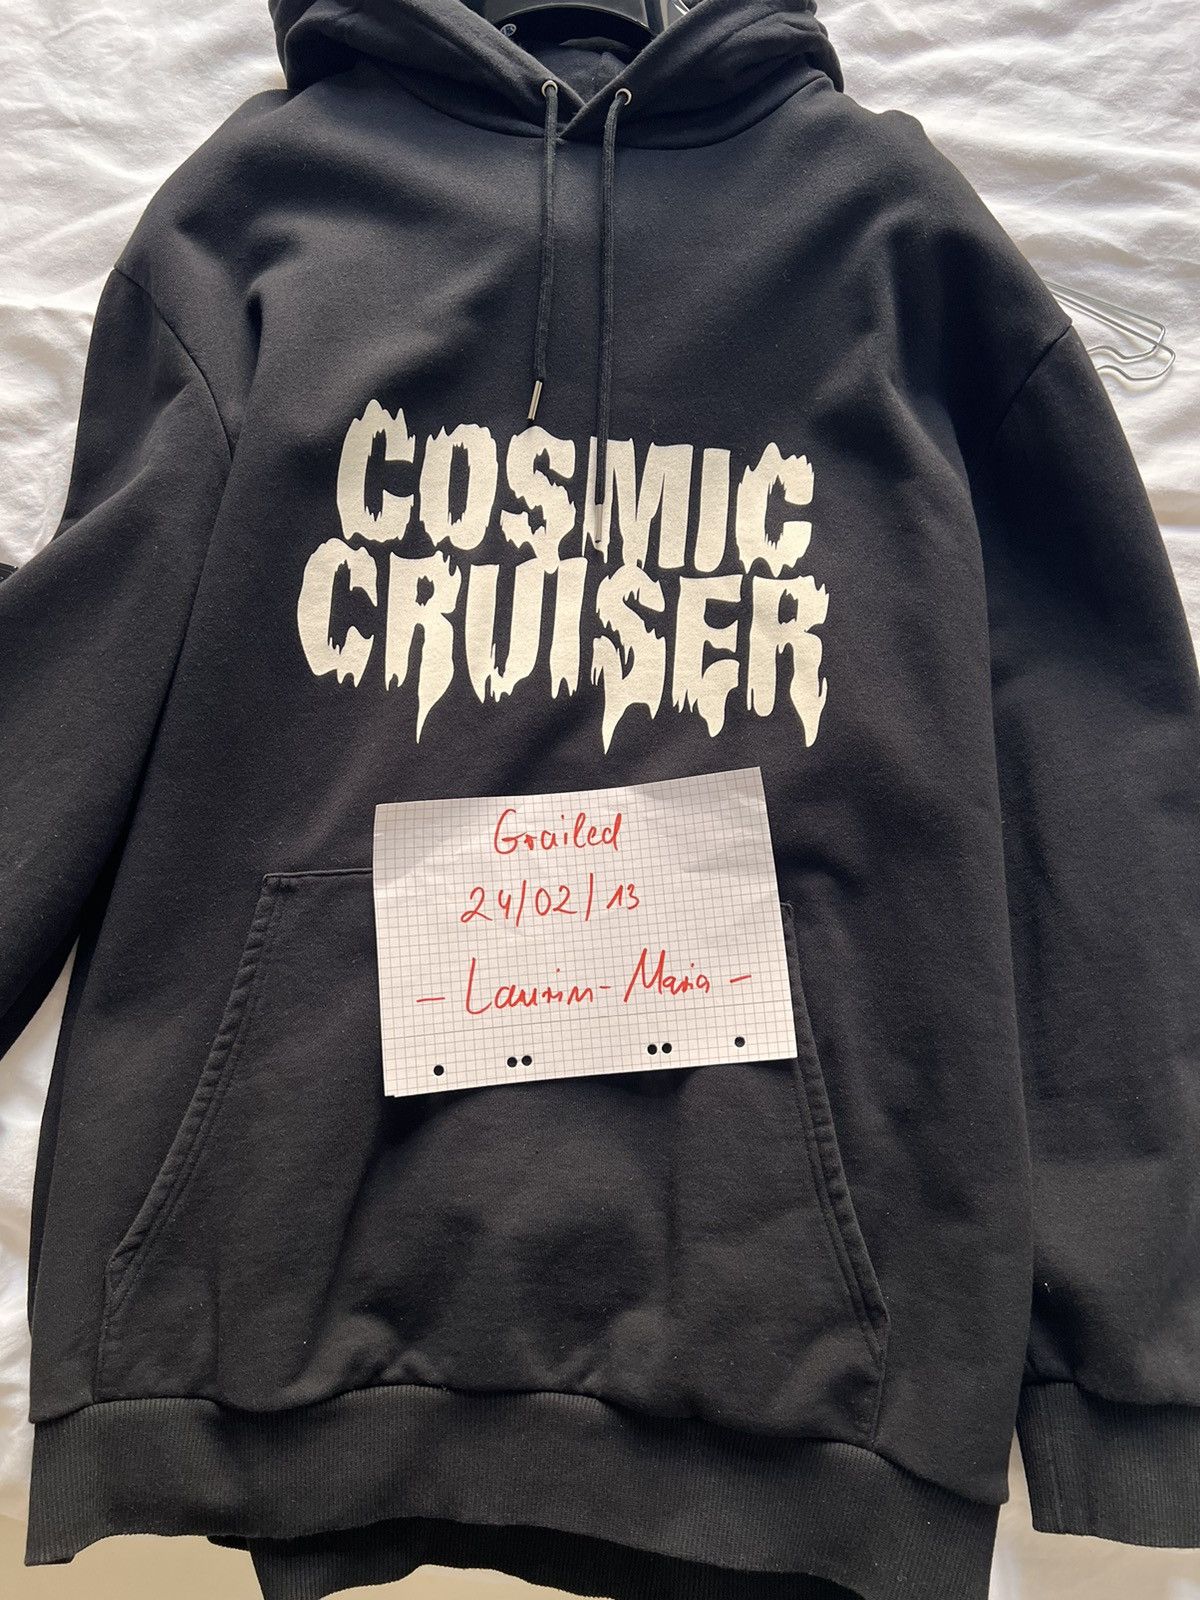 COSMIC
CRUISER
Grailed
24/02/13
- Laurin-Maria -